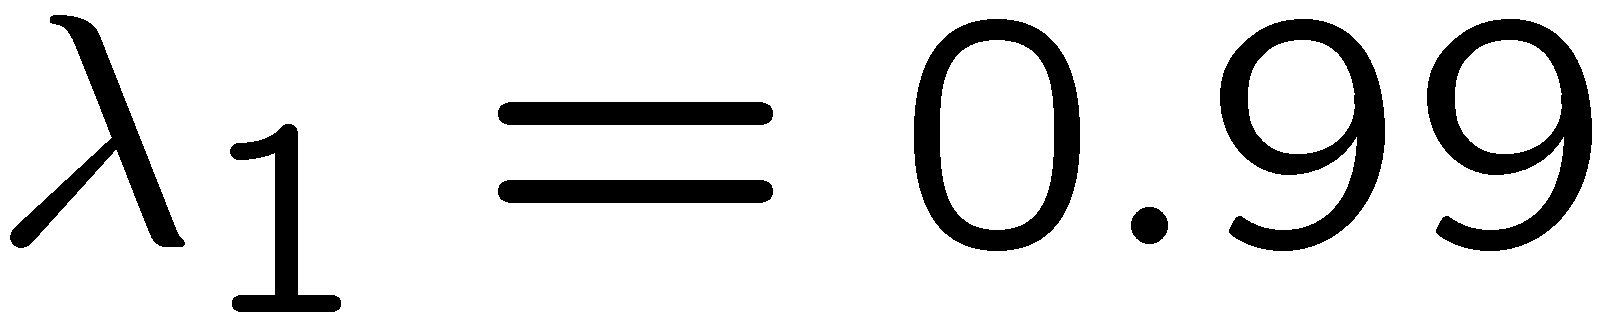 λ₁ = 0.99